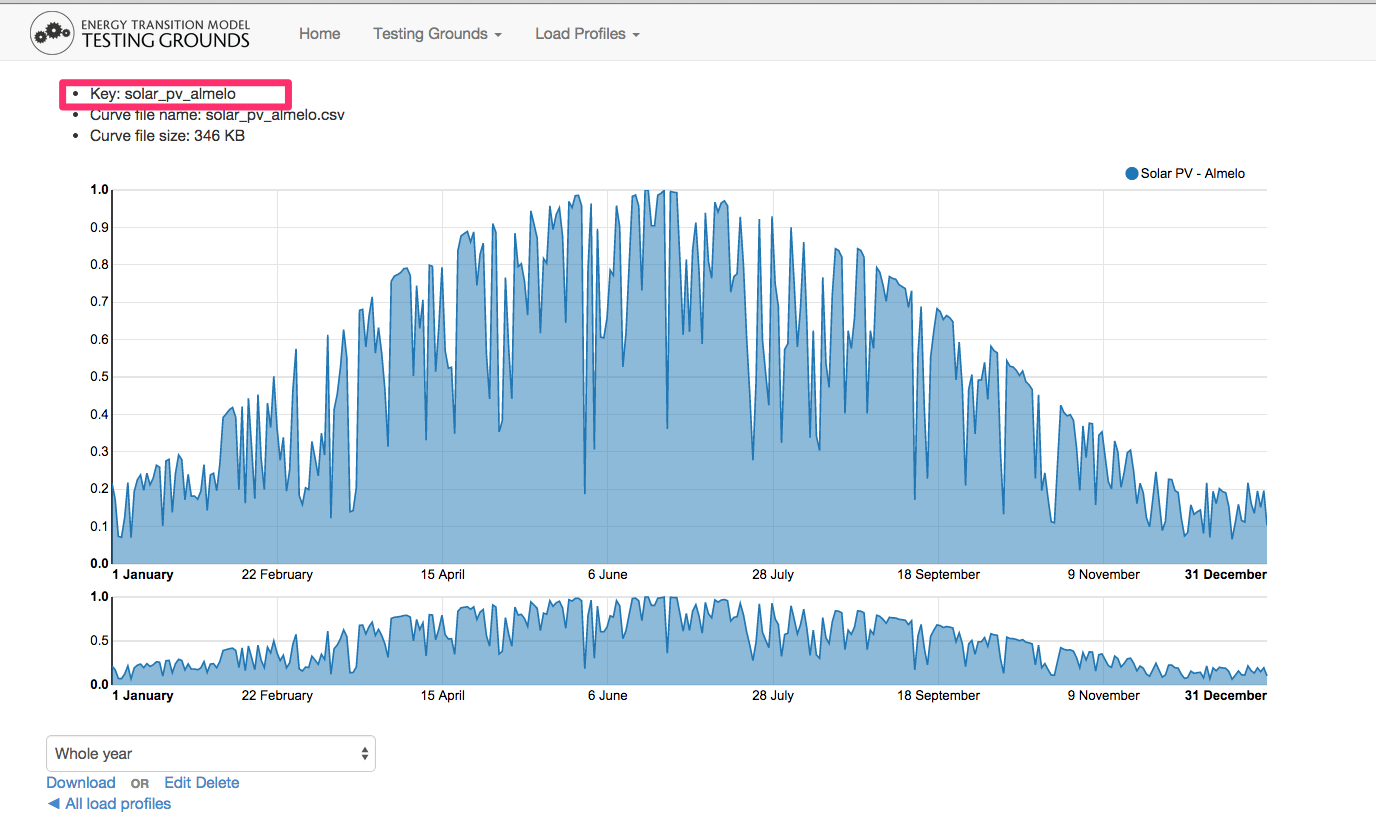 ENERGY TRANSITION MODEL
TESTING GROUNDS
Home Testing Grounds Load Profiles
Key: solar_pv_almelo
Curve file name: solar_pv_almelo.csv
Curve file size: 346 KB
Solar PV - Almelo
1.0
0.9
0.8
0.7
0.6
0.5
0.4
0.3
0.2
0.1
0.0
1 January 22 February 15 April 6 June 28 July 18 September 9 November 31 December
1.0
0.5
0.0
1 January 22 February 15 April 6 June 28 July 18 September 9 November 31 December
Whole year
Download OR Edit Delete
◀ All load profiles